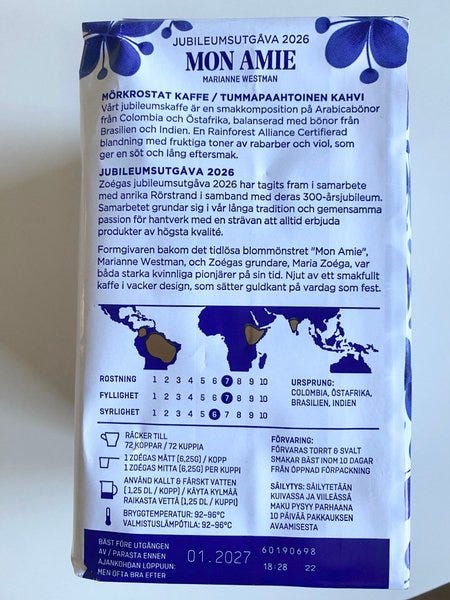 JUBILEUMSUTGÅVA 2026
MON AMIE
MARIANNE WESTMAN
MÖRKROSTAT KAFFE / TUMMAPAAHTOINEN KAHVI
Vårt jubileumskaffe är en smakkomposition på Arabicabönor
från Colombia och Östafrika, balanserad med bönor från
Brasilien och Indien. En Rainforest Alliance Certifierad
blandning med fruktiga toner av rabarber och viol, som
ger en söt och lång eftersmak.
JUBILEUMSUTGÅVA 2026
Zoégas jubileumsutgåva 2026 har tagits fram i samarbete
med anrika Rörstrand i samband med deras 300-årsjubileum.
Samarbetet grundar sig i vår långa tradition och gemensamma
passion för hantverk med en strävan att alltid erbjuda
produkter av högsta kvalité.
Formgivaren bakom det tidlösa blommönstret "Mon Amie",
Marianne Westman, och Zoégas grundare, Maria Zoéga, var
båda starka kvinnliga pionjärer på sin tid. Njut av ett smakfullt
kaffe i vacker design, som sätter guldkant på vardag som fest.
ROSTNING 1 2 3 4 5 6 7 8 9 10
FYLLIGHET 1 2 3 4 5 6 7 8 9 10
SYRLIGHET 1 2 3 4 5 6 7 8 9 10
URSPRUNG:
COLOMBIA, ÖSTAFRIKA,
BRASILIEN, INDIEN
RÄCKER TILL
72 KOPPAR / 72 KUPPIA
1 ZOÉGAS MÅTT (6,25G) / KOPP
1 ZOÉGAS MITTA (6,25G) PER KUPPI
ANVÄND KALLT & FÄRSKT VATTEN
(1,25 DL / KOPP) / KÄYTÄ KYLMÄÄ
RAIKASTA VETTÄ (1,25 DL / KUPPI)
BRYGGTEMPERATUR: 92-96°C
VALMISTUSLÄMPÖTILA: 92-96°C
FÖRVARING:
FÖRVARAS TORRT & SVALT
SMAKAR BÄST INOM 10 DAGAR
FRÅN ÖPPNAD FÖRPACKNING
SÄILYTYS: SÄILYTETÄÄN
KUIVASSA JA VIILEÄSSÄ
MAKU PYSYY PARHAANA
10 PÄIVÄÄ PAKKAUKSEN
AVAAMISESTA
BÄST FÖRE UTGÅNGEN
AV / PARASTA ENNEN
AJANKOHDAN LOPPUUN:
MEN OFTA BRA EFTER
01.2027
60190698
18:28 22